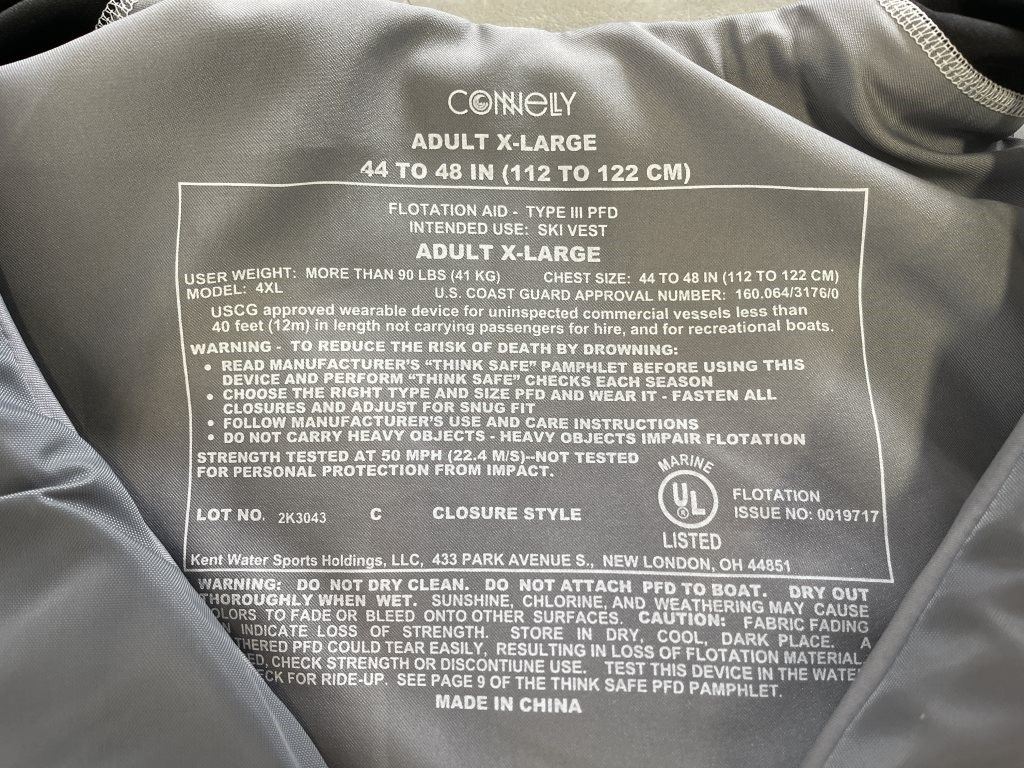 CONNELLY
ADULT X-LARGE
44 TO 48 IN (112 TO 122 CM)
FLOTATION AID - TYPE III PFD
INTENDED USE: SKI VEST
ADULT X-LARGE
USER WEIGHT: MORE THAN 90 LBS (41 KG) CHEST SIZE: 44 TO 48 IN (112 TO 122 CM)
MODEL: 4XL U.S. COAST GUARD APPROVAL NUMBER: 160.064/3176/0
USCG approved wearable device for uninspected commercial vessels less than
40 feet (12m) in length not carrying passengers for hire, and for recreational boats.
WARNING - TO REDUCE THE RISK OF DEATH BY DROWNING:
• READ MANUFACTURER'S "THINK SAFE" PAMPHLET BEFORE USING THIS
DEVICE AND PERFORM "THINK SAFE" CHECKS EACH SEASON
• CHOOSE THE RIGHT TYPE AND SIZE PFD AND WEAR IT - FASTEN ALL
CLOSURES AND ADJUST FOR SNUG FIT
• FOLLOW MANUFACTURER'S USE AND CARE INSTRUCTIONS
• DO NOT CARRY HEAVY OBJECTS - HEAVY OBJECTS IMPAIR FLOTATION
STRENGTH TESTED AT 50 MPH (22.4 M/S)--NOT TESTED
FOR PERSONAL PROTECTION FROM IMPACT.
MARINE
UL
®
LISTED
FLOTATION
ISSUE NO: 0019717
LOT NO. 2K3043 C CLOSURE STYLE
Kent Water Sports Holdings, LLC, 433 PARK AVENUE S., NEW LONDON, OH 44851
WARNING: DO NOT DRY CLEAN. DO NOT ATTACH PFD TO BOAT. DRY OUT
THOROUGHLY WHEN WET. SUNSHINE, CHLORINE, AND WEATHERING MAY CAUSE
TO FADE OR BLEED ONTO OTHER SURFACES. CAUTION: FABRIC FADING
INDICATE LOSS OF STRENGTH. STORE IN DRY, COOL, DARK PLACE. A
PFD COULD TEAR EASILY, RESULTING IN LOSS OF FLOTATION MATERIAL
CHECK STRENGTH OR DISCONTIUNE USE. TEST THIS DEVICE IN THE
FOR RIDE-UP. SEE PAGE 9 OF THE THINK SAFE PFD PAMPHLET.
MADE IN CHINA